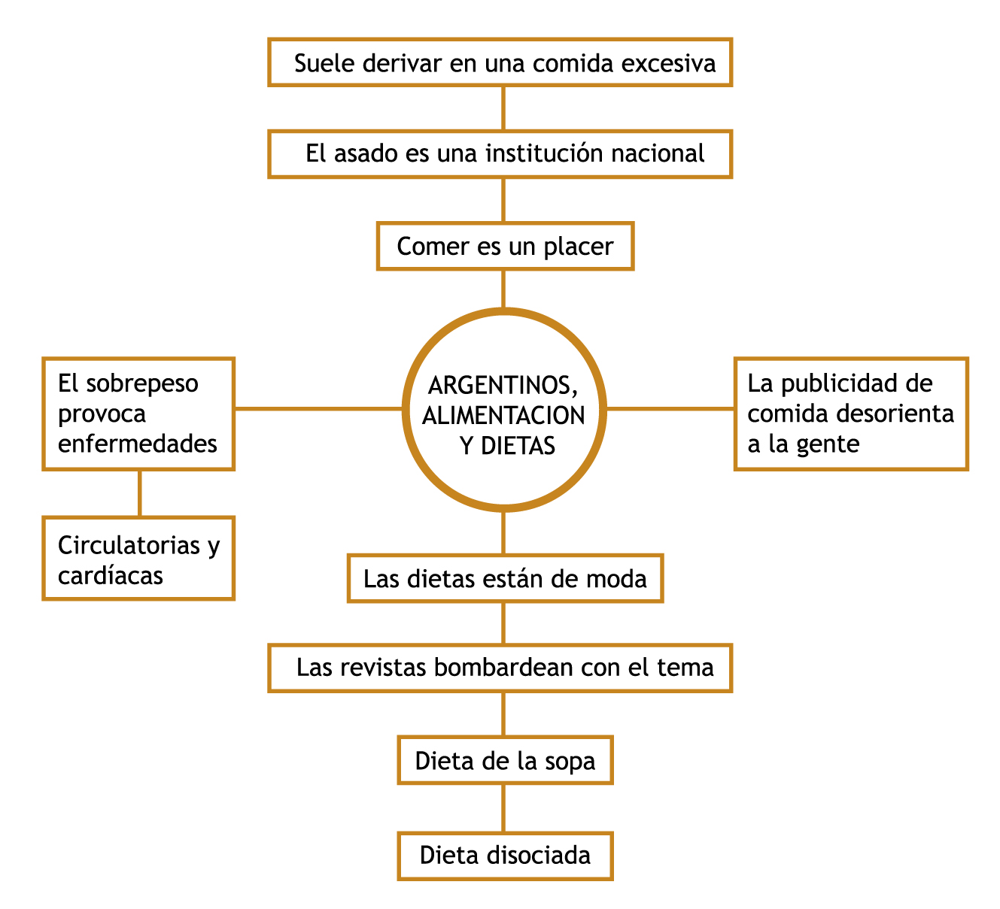 Suele derivar en una comida excesiva
El asado es una institución nacional
Comer es un placer
ARGENTINOS,
ALIMENTACION
Y DIETAS
El sobrepeso
provoca
enfermedades
Circulatorias y
cardíacas
La publicidad de
comida desorienta
a la gente
Las dietas están de moda
Las revistas bombardean con el tema
Dieta de la sopa
Dieta disociada